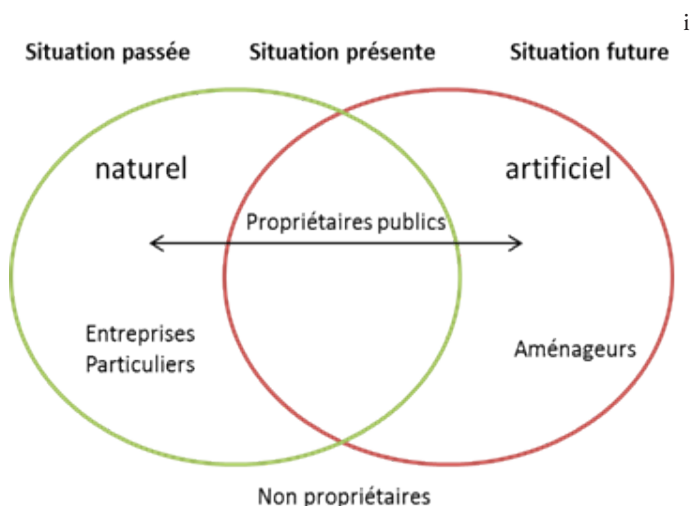 i
Situation passée Situation présente Situation future
naturel artificiel
Propriétaires publics
Entreprises
Particuliers
Aménageurs
Non propriétaires